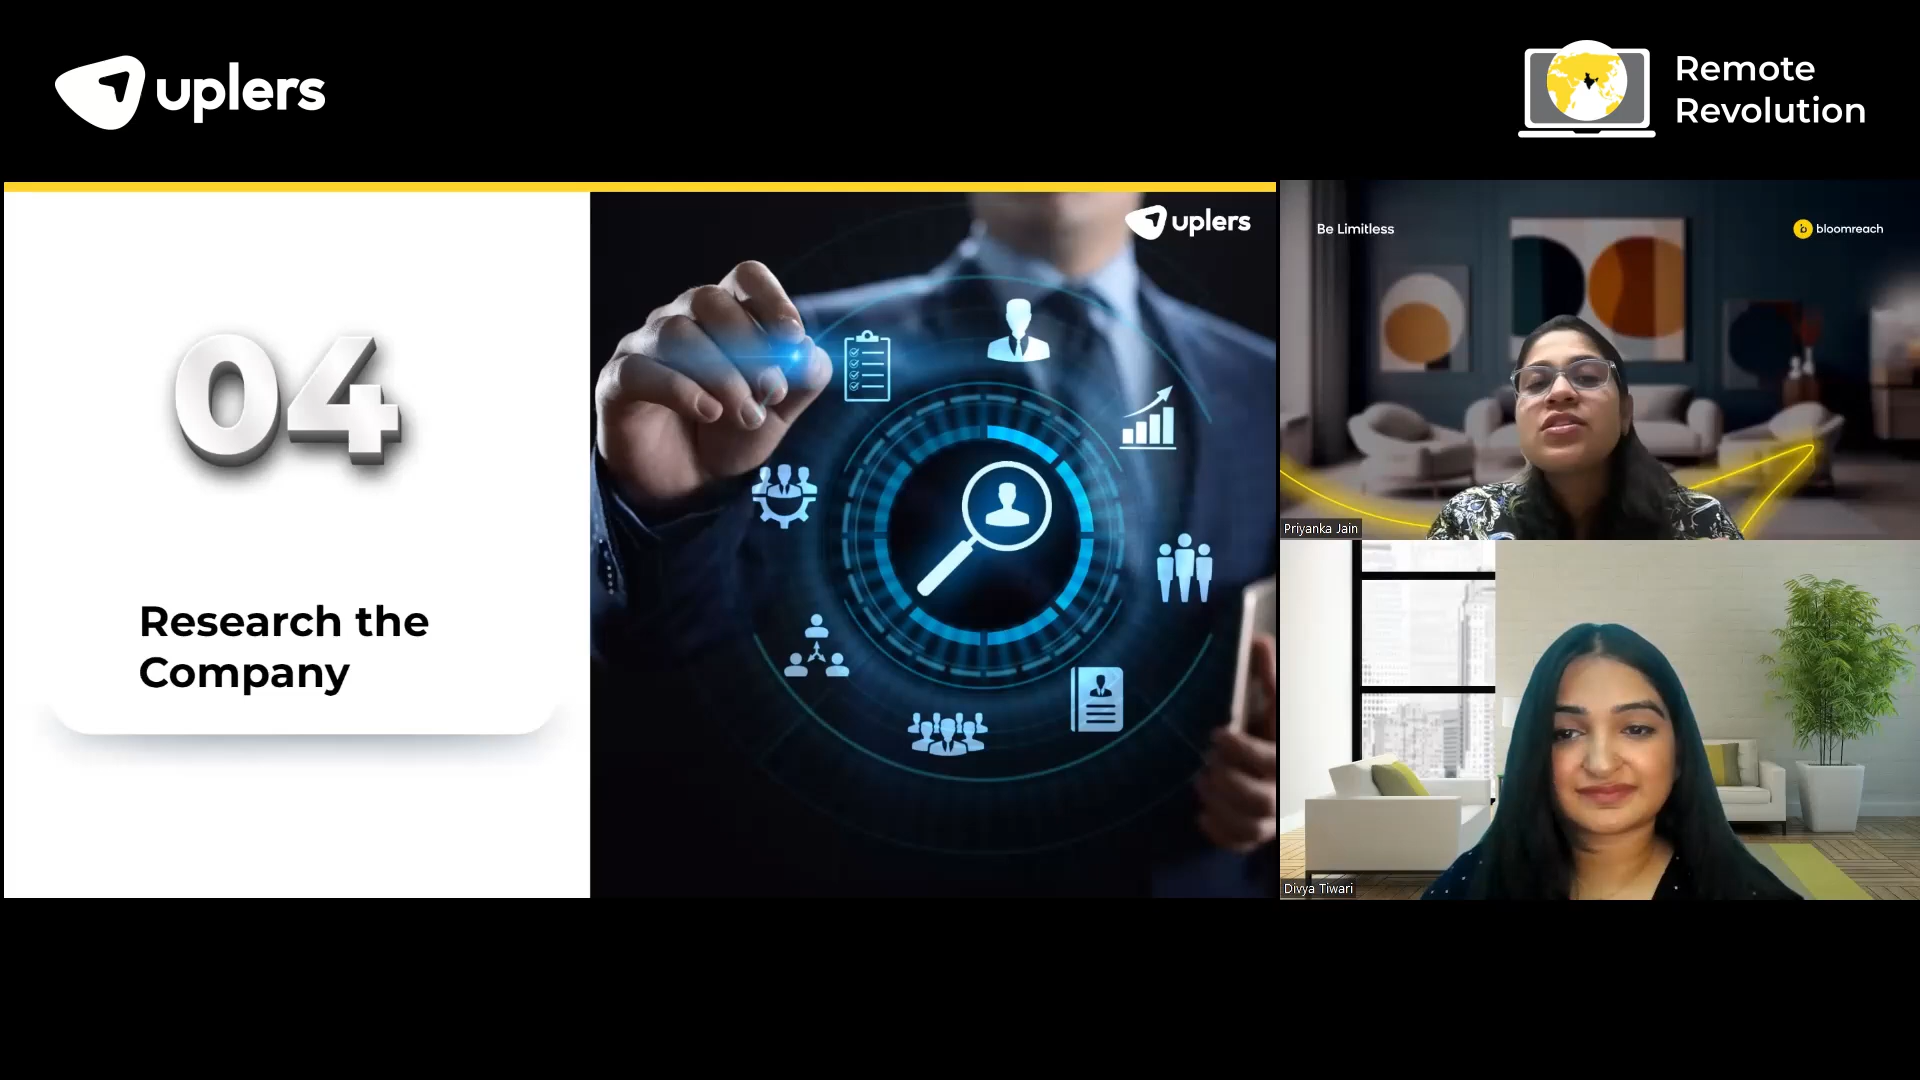 uplers
Remote
Revolution
04
Research the
Company
uplers
Be Limitless
bloomreach
Priyanka Jain
Divya Tiwari